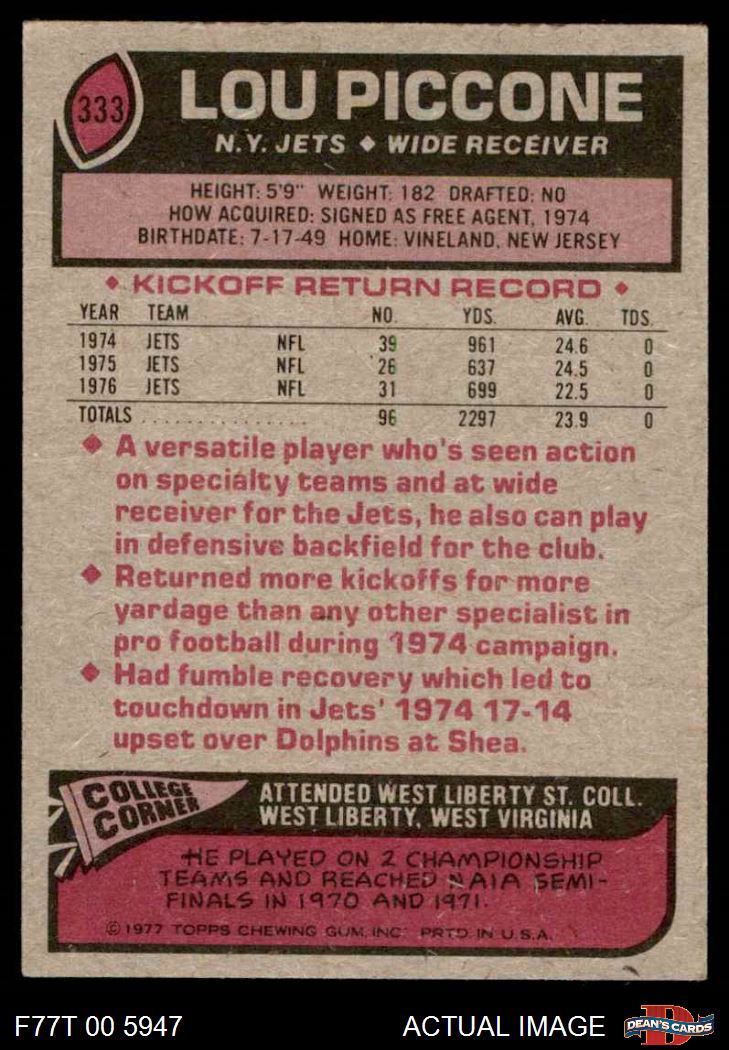 333
LOU PICCONE
N.Y. JETS ◆ WIDE RECEIVER
HEIGHT: 5'9" WEIGHT: 182 DRAFTED: NO
HOW ACQUIRED: SIGNED AS FREE AGENT, 1974
BIRTHDATE: 7-17-49 HOME: VINELAND, NEW JERSEY
◆ KICKOFF RETURN RECORD ◆
YEAR TEAM NO. YDS. AVG. TDS.
1974 JETS NFL 39 961 24.6 0
1975 JETS NFL 26 637 24.5 0
1976 JETS NFL 31 699 22.5 0
TOTALS ................ 96 2297 23.9 0
◆ A versatile player who's seen action
on specialty teams and at wide
receiver for the Jets, he also can play
in defensive backfield for the club.
◆ Returned more kickoffs for more
yardage than any other specialist in
pro football during 1974 campaign.
◆ Had fumble recovery which led to
touchdown in Jets' 1974 17-14
upset over Dolphins at Shea.
COLLEGE
CORNER
ATTENDED WEST LIBERTY ST. COLL.
WEST LIBERTY, WEST VIRGINIA
HE PLAYED ON 2 CHAMPIONSHIP
TEAMS AND REACHED NAIA SEMI-
FINALS IN 1970 AND 1971.
© 1977 TOPPS CHEWING GUM, INC. PRTD. IN U.S.A.
F77T 00 5947
ACTUAL IMAGE
D
DEAN'S CARDS